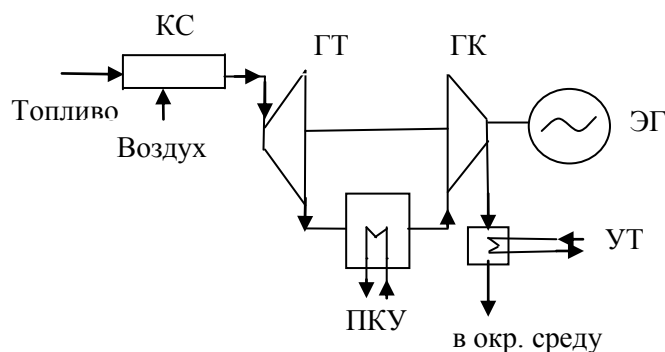 КС
ГТ
ГК
ЭГ
Топливо
Воздух
УТ
ПКУ
в окр. среду